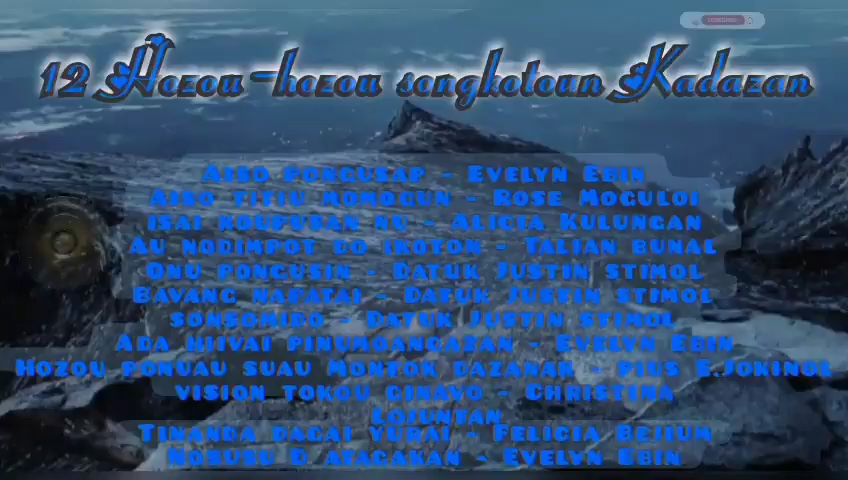 12 Hozou-hozou songkotoun Kadazan
Aiso pongukap - Evelyn Ebin
Aiso titiu momogun - Rose Moguloi
isai koupusan nu - Alicia Kulungan
Au nodimpot do ikoton - Talian bunal
Onu pongusin - Datuk Justin stimol
Bavang napatai - Datuk Justin stimol
sonsomido - Datuk Justin stimol
Ada hiivai pinumoangazan - Evelyn Ebin
Hozou ponuau suau Montok dazanak - pius E.Jokinol
vision tokou ginavo - Christina
Lojuntan
Tinanda dagai yurai - Felicia Bejiun
Nosusu D. atagakan - Evelyn Ebin